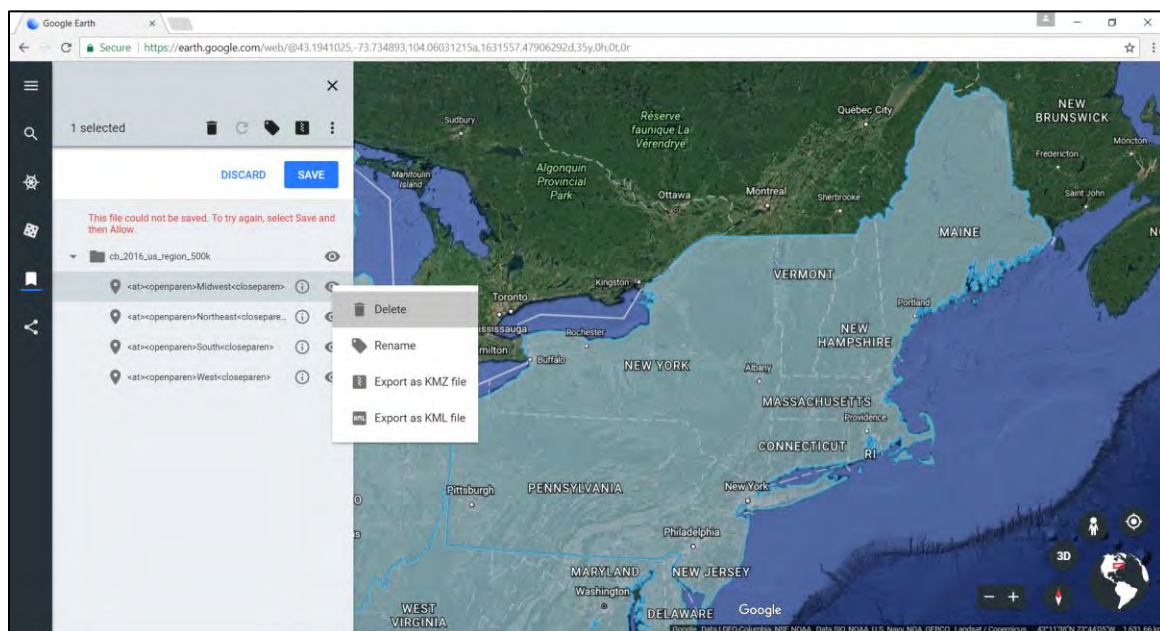 Google Earth
Secure | https://earth.google.com/web/@43.1941025,-73.734893,104.06031215a,1631557.47906292d,35y,0h,0t,0r
1 selected
DISCARD
SAVE
This file could not be saved. To try again, select Save and
then Allow.
cb_2016_us_region_500k
<at><openparen>Midwest<closeparen>
<at><openparen>Northeast<closepare...
<at><openparen>South<closeparen>
<at><openparen>West<closeparen>
Delete
Rename
Export as KMZ file
KML
Export as KML file
Sudbury
Réserve
faunique La
Vérendrye
Québec City
NEW
BRUNSWICK
Fredericton
Moncton
Manitoulin
Island
Algonquin
Provincial
Park
Ottawa
Montreal
Sherbrooke
Saint John
MAINE
VERMONT
Kingston
Toronto
Portland
ississauga
Rochester
NEW
HAMPSHIRE
milton
Buffalo
NEW YORK
Albany
MASSACHUSETTS
Providence
CONNECTICUT
RI
Pittsburgh
PENNSYLVANIA
New York
Philadelphia
MARYLAND
NEW JERSEY
3D
Washington
WEST
VIRGINIA
DELAWARE
Google